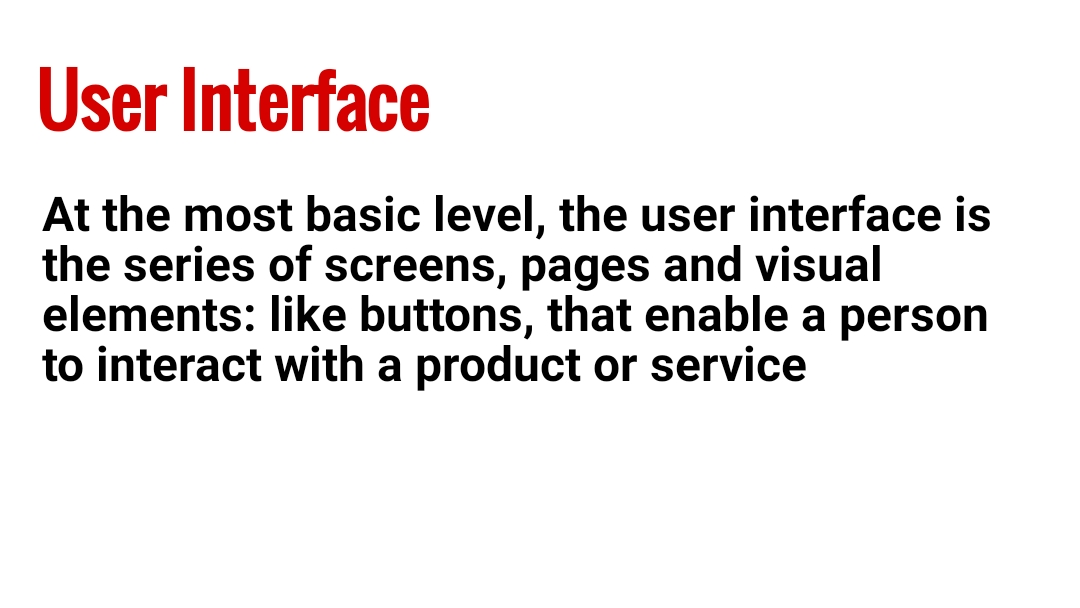 User Interface
At the most basic level, the user interface is
the series of screens, pages and visual
elements: like buttons, that enable a person
to interact with a product or service